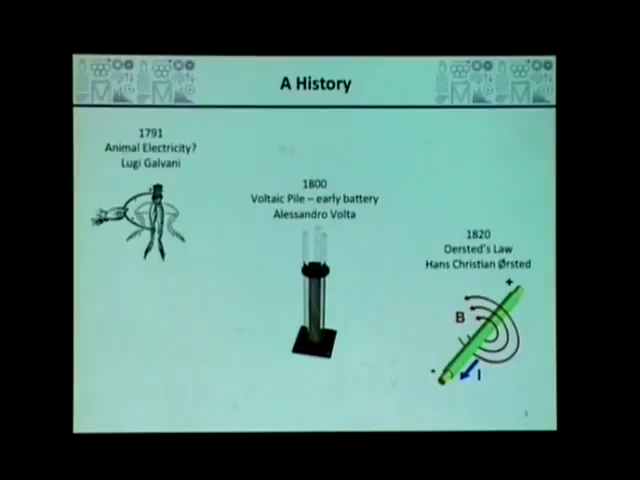 A History
1791
Animal Electricity?
Lugi Galvani
1800
Voltaic Pile – early battery
Alessandro Volta
1820
Oersted's Law
Hans Christian Ørsted
+
B
-
I